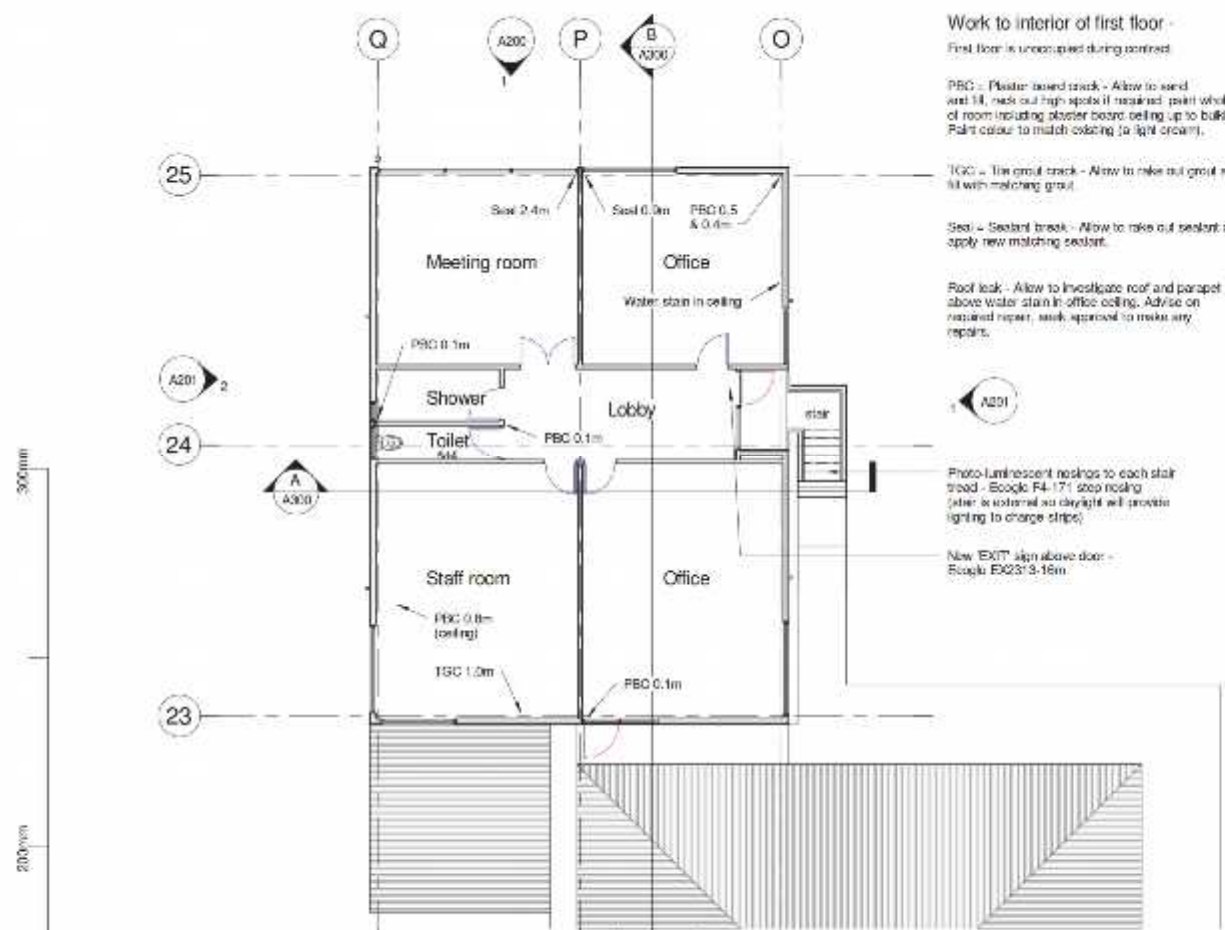 Q
A200
1
P
B
A300
O
Work to interior of first floor -
First floor is unoccupied during contract
PBC = Plaster board crack - Allow to sand
and fill, rack out high spots if required, paint whol
of room including plaster board ceiling up to bulk
Paint colour to match existing (a light cream).
25
TGC = Tile grout crack - Allow to rake out grout a
fill with matching grout.
Seal 2.4m
Seal 0.9m
PBC 0.5
& 0.4m
Seal = Sealant break - Allow to rake out sealant a
apply new matching sealant.
Meeting room
Office
Water stain in ceiling
Roof leak - Allow to investigate roof and parapet
above water stain in office ceiling. Advise on
required repair, seek approval to make any
repairs.
PBC 0.1m
A201
2
Shower
Lobby
stair
1
A201
24
Toilet
PBC 0.1m
300mm
A
A300
Photo-luminescent nosings to each stair
tread - Ecoglo F4-171 step nosing
(stair is external so daylight will provide
lighting to charge strips)
New 'EXIT' sign above door -
Ecoglo
Staff room
Office
PBC 0.8m
(ceiling)
TGC 1.0m
PBC 0.1m
23
200mm